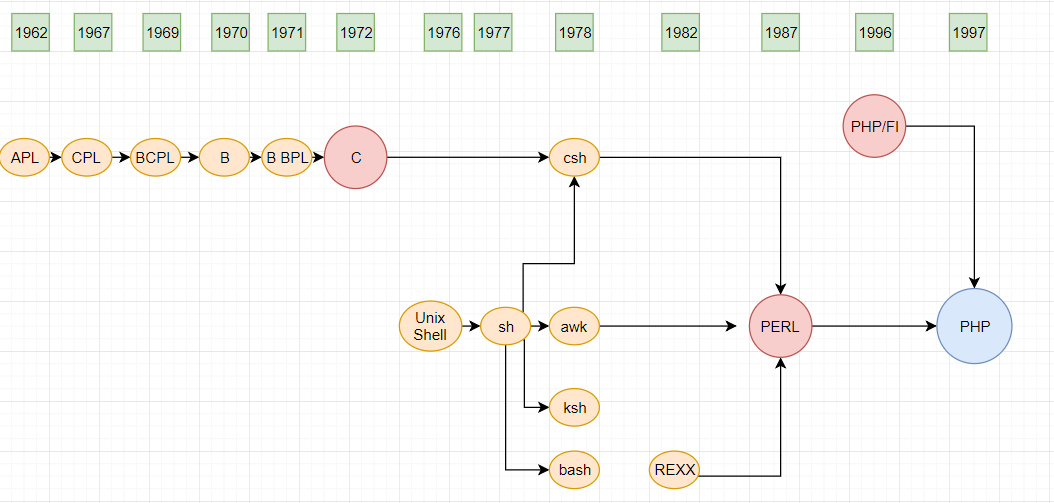 1962 1967 1969 1970 1971 1972 1976 1977 1978 1982 1987 1996 1997
PHP/FI
APL CPL BCPL B B BPL C csh
Unix
Shell
sh awk PERL PHP
ksh
bash REXX